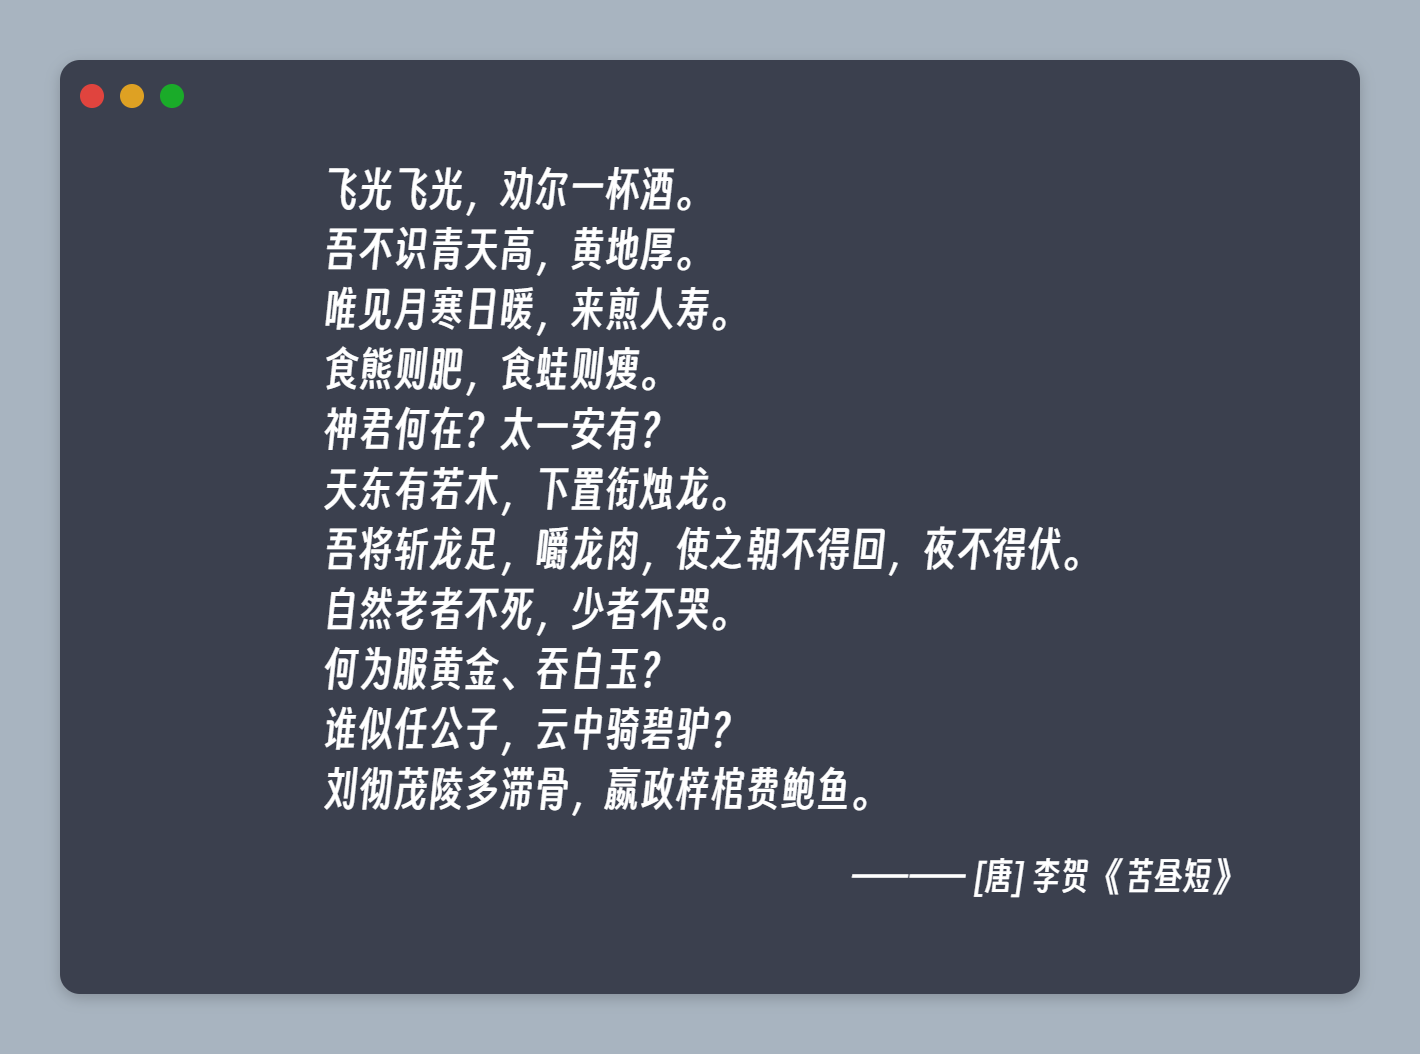 飞光飞光，劝尔一杯酒。
吾不识青天高，黄地厚。
唯见月寒日暖，来煎人寿。
食熊则肥，食蛙则瘦。
神君何在？太一安有？
天东有若木，下置衔烛龙。
吾将斩龙足，嚼龙肉，使之朝不得回，夜不得伏。
自然老者不死，少者不哭。
何为服黄金、吞白玉？
谁似任公子，云中骑碧驴？
刘彻茂陵多滞骨，嬴政梓棺费鲍鱼。
———— [唐] 李贺《苦昼短》